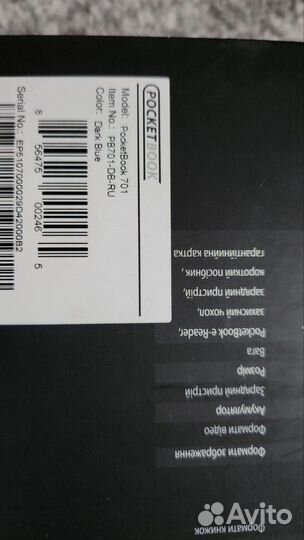 POCKETBOOK
Model: PocketBook 701
Item No.: PB701-DB-RU
Color: Dark Blue
8 56475 00246 5
Serial No.: EP5107000029D42000B2
Формати книжок
Формати зображення
Формати відео
Акумулятор
Зарядний пристрій
Розмір
Вага
PocketBook e-Reader,
захисний чохол,
зарядний пристрій,
короткий посібник,
гарантійна картка
Avito